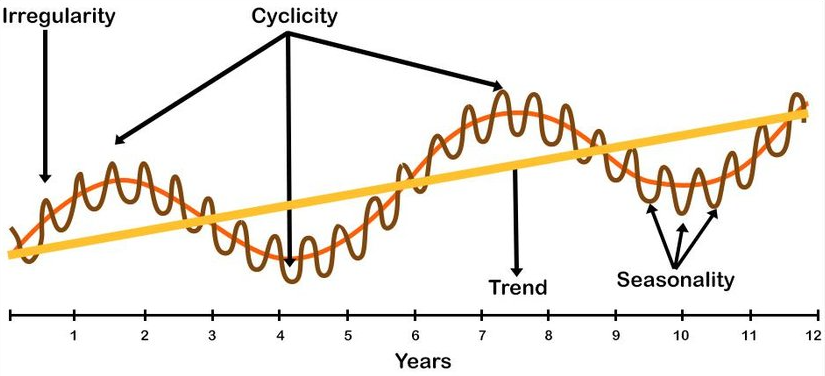 Irregularity
Cyclicity
Trend
Seasonality
1 2 3 4 5 6 7 8 9 10 11 12
Years